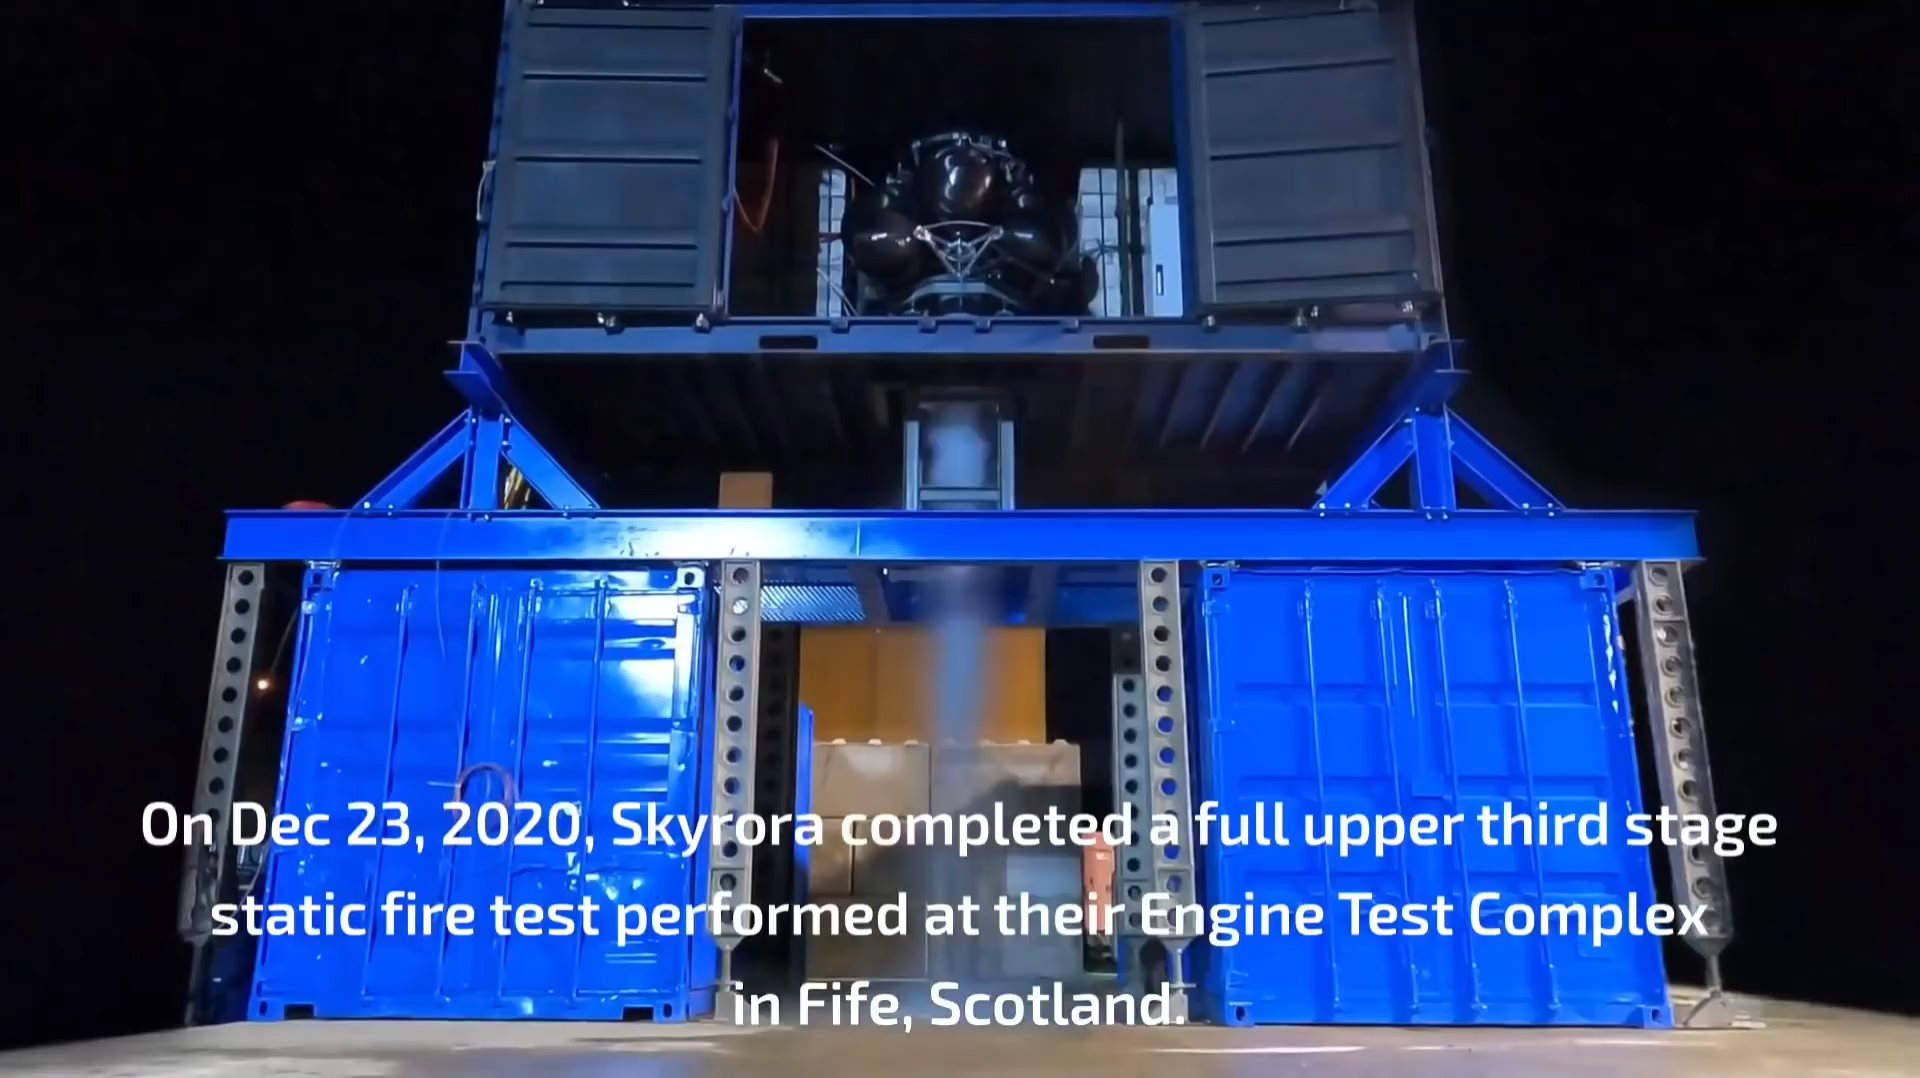 On Dec 23, 2020, Skyrora completed a full upper third stage
static fire test performed at their Engine Test Complex
in Fife, Scotland.